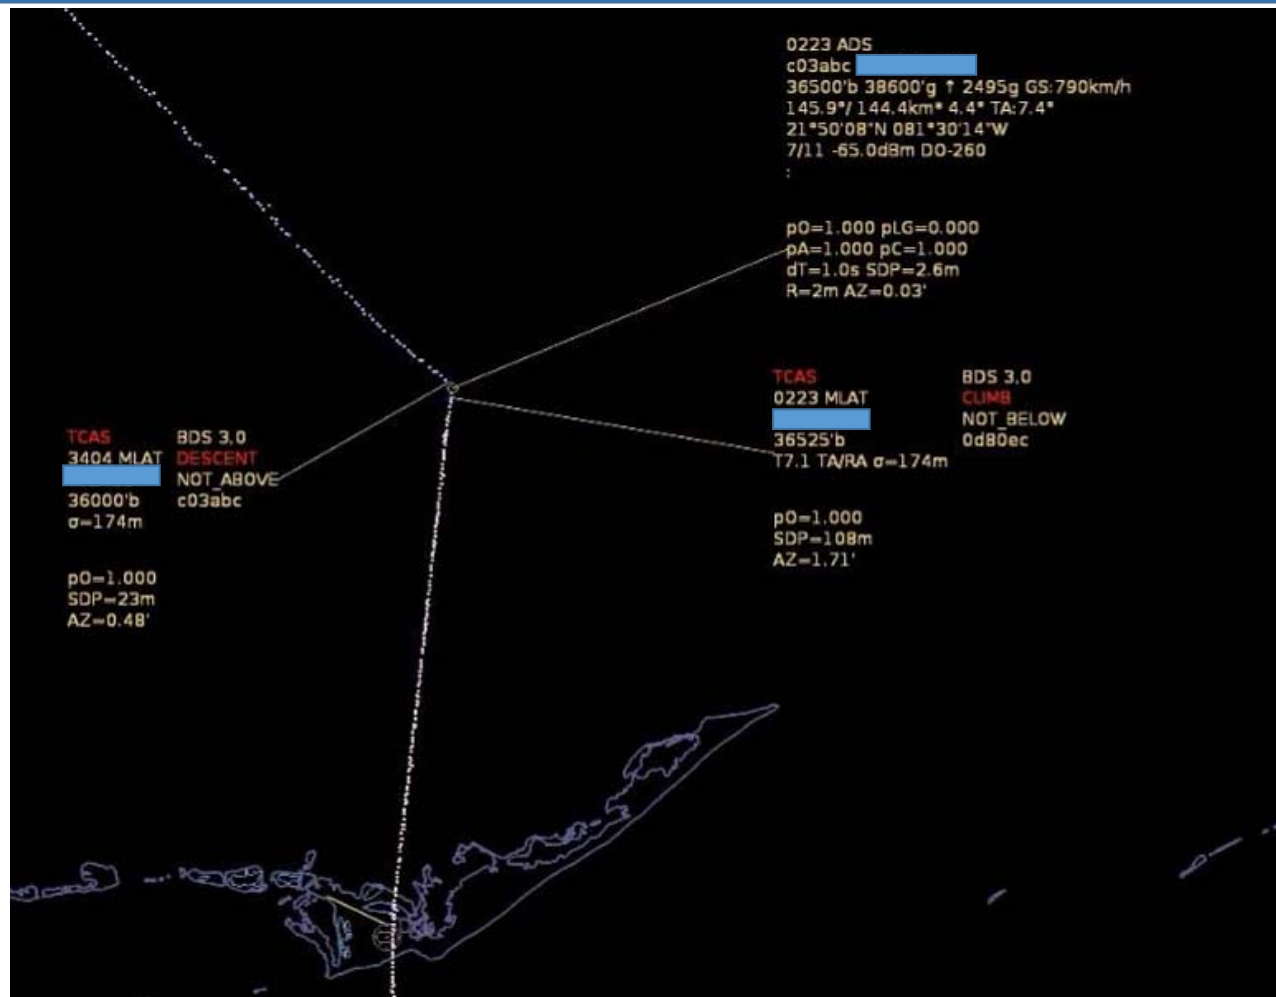 0223 ADS
c03abc
36500'b 38600'g ↑ 2495g GS:790km/h
145.9°/ 144.4km* 4.4° TA:7.4°
21°50'08"N 081°30'14"W
7/11 -65.0dBm DO-260
:
pO=1.000 pLG=0.000
pA=1.000 pC=1.000
dT=1.0s SDP=2.6m
R=2m AZ=0.03'
TCAS BDS 3,0
0223 MLAT CLIMB
NOT_BELOW
36525'b 0d80ec
T7.1 TA/RA σ=174m
pO=1.000
SDP=108m
AZ=1.71'
TCAS BDS 3,0
3404 MLAT DESCENT
NOT_ABOVE
36000'b c03abc
σ=174m
pO=1.000
SDP=23m
AZ=0.48'